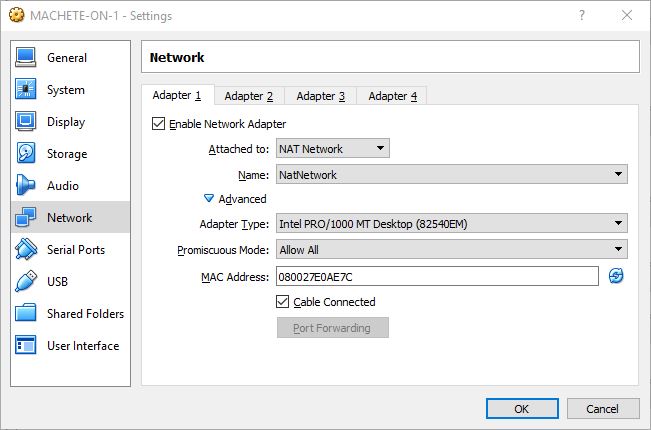 MACHETE-ON-1 - Settings
?
General
System
Display
Storage
Audio
Network
Serial Ports
USB
Shared Folders
User Interface
Network
Adapter 1 Adapter 2 Adapter 3 Adapter 4
Enable Network Adapter
Attached to: NAT Network
Name: NatNetwork
Advanced
Adapter Type: Intel PRO/1000 MT Desktop (82540EM)
Promiscuous Mode: Allow All
MAC Address: 080027E0AE7C
Cable Connected
Port Forwarding
OK Cancel